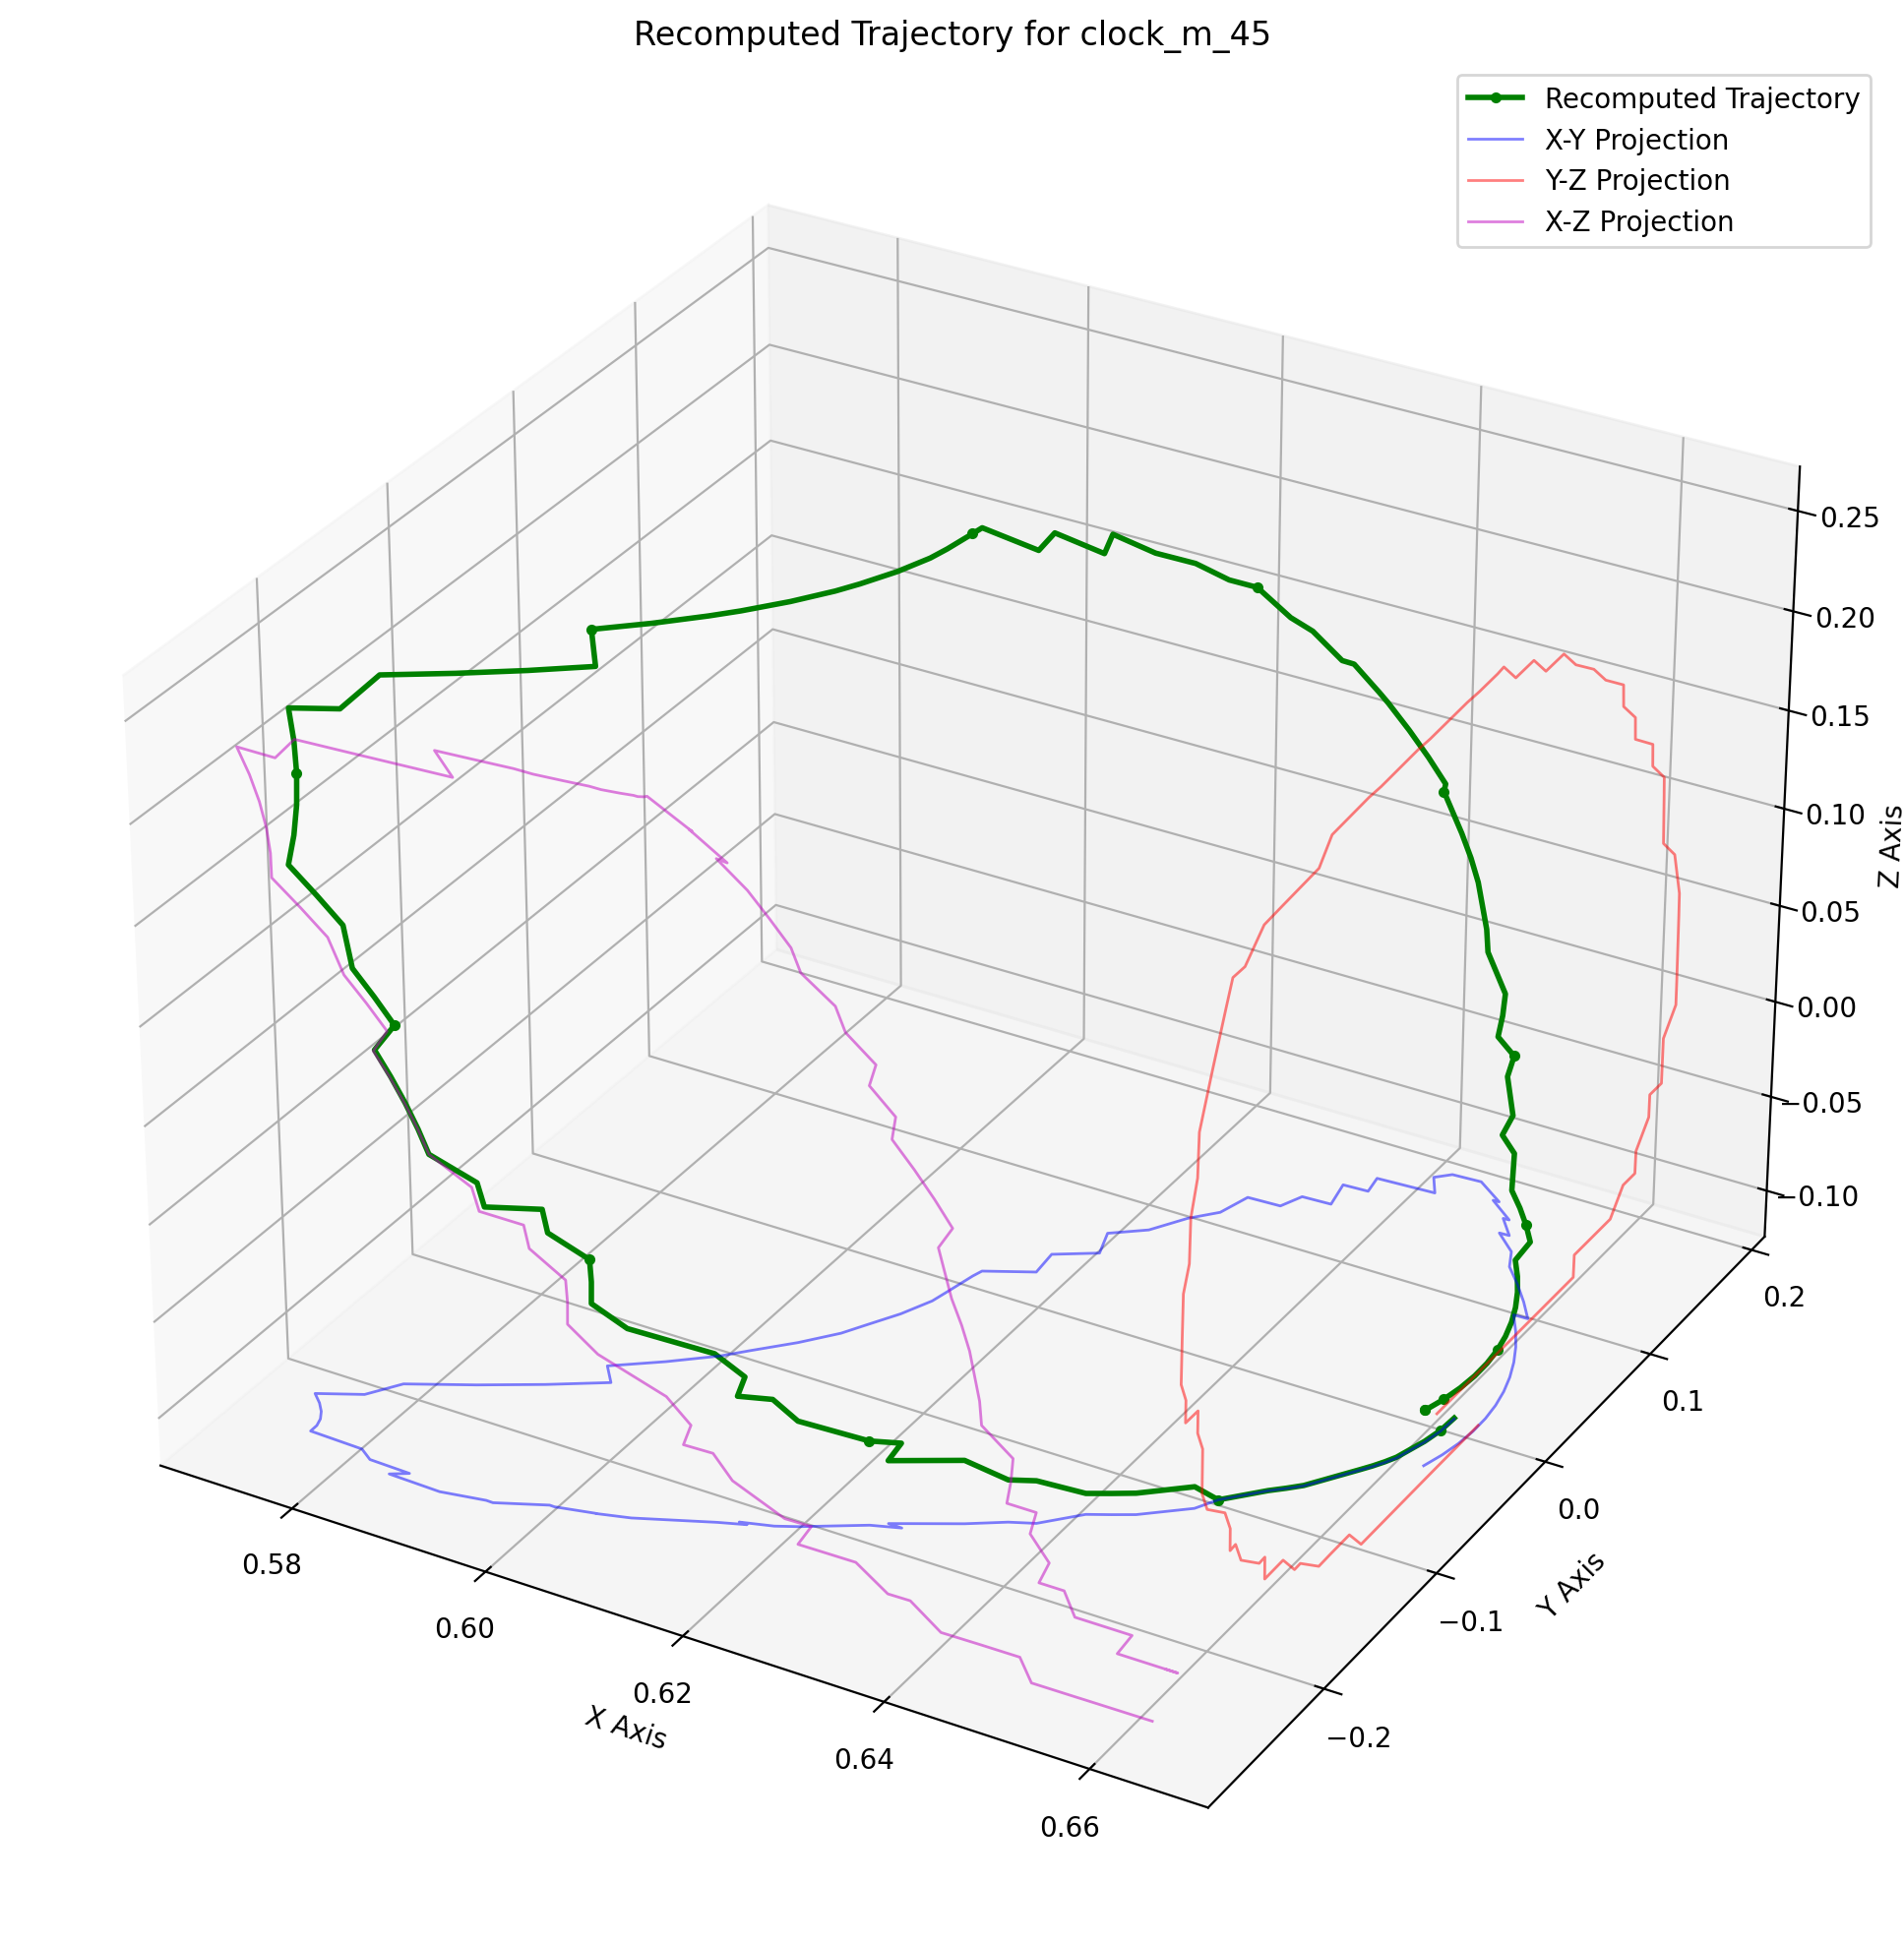 Recomputed Trajectory for clock_m_45
Recomputed Trajectory
X-Y Projection
Y-Z Projection
X-Z Projection
0.25
0.20
0.15
0.10
0.05
0.00
−0.05
−0.10
Z Axis
0.2
0.1
0.0
−0.1
−0.2
Y Axis
0.58
0.60
0.62
0.64
0.66
X Axis